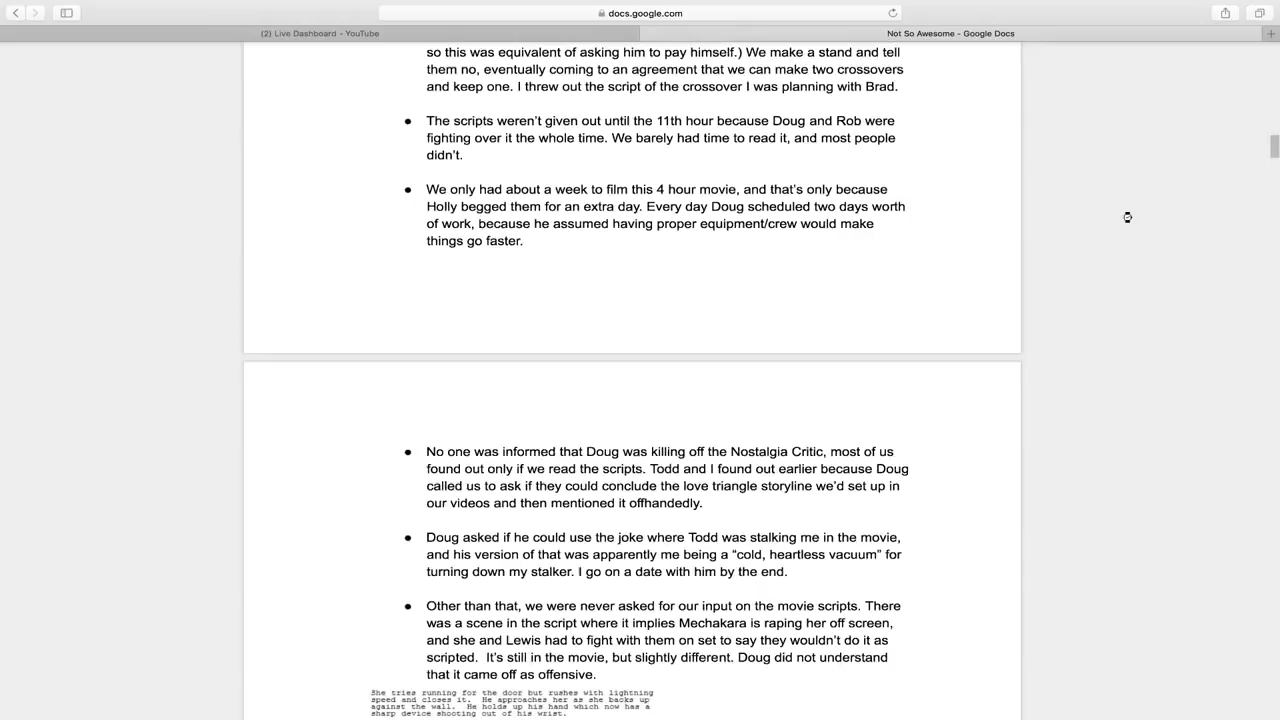 docs.google.com
(2) Live Dashboard - YouTube
Not So Awesome - Google Docs
so this was equivalent of asking him to pay himself.) We make a stand and tell
them no, eventually coming to an agreement that we can make two crossovers
and keep one. I threw out the script of the crossover I was planning with Brad.
● The scripts weren't given out until the 11th hour because Doug and Rob were
fighting over it the whole time. We barely had time to read it, and most people
didn't.
● We only had about a week to film this 4 hour movie, and that's only because
Holly begged them for an extra day. Every day Doug scheduled two days worth
of work, because he assumed having proper equipment/crew would make
things go faster.
● No one was informed that Doug was killing off the Nostalgia Critic, most of us
found out only if we read the scripts. Todd and I found out earlier because Doug
called us to ask if they could conclude the love triangle storyline we'd set up in
our videos and then mentioned it offhandedly.
● Doug asked if he could use the joke where Todd was stalking me in the movie,
and his version of that was apparently me being a “cold, heartless vacuum” for
turning down my stalker. I go on a date with him by the end.
● Other than that, we were never asked for our input on the movie scripts. There
was a scene in the script where it implies Mechakara is raping her off screen,
and she and Lewis had to fight with them on set to say they wouldn't do it as
scripted. It's still in the movie, but slightly different. Doug did not understand
that it came off as offensive.
She tries running for the door but rushes with lightning
speed and closes it. He approaches her as she backs up
against the wall. He holds up his hand which now has a
sharp device shooting out of his wrist.